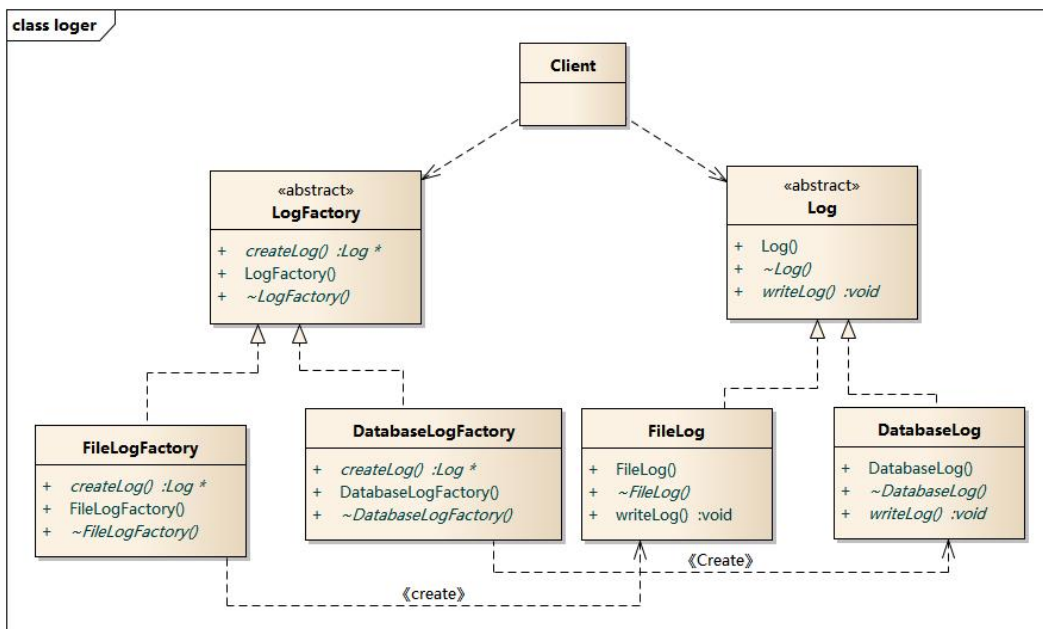 class loger
Client
«abstract»
LogFactory
+ createLog() :Log *
+ LogFactory()
+ ~LogFactory()
«abstract»
Log
+ Log()
+ ~Log()
+ writeLog() :void
FileLogFactory
+ createLog() :Log *
+ FileLogFactory()
+ ~FileLogFactory()
DatabaseLogFactory
+ createLog() :Log *
+ DatabaseLogFactory()
+ ~DatabaseLogFactory()
FileLog
+ FileLog()
+ ~FileLog()
+ writeLog() :void
DatabaseLog
+ DatabaseLog()
+ ~DatabaseLog()
+ writeLog() :void
《Create》
《create》